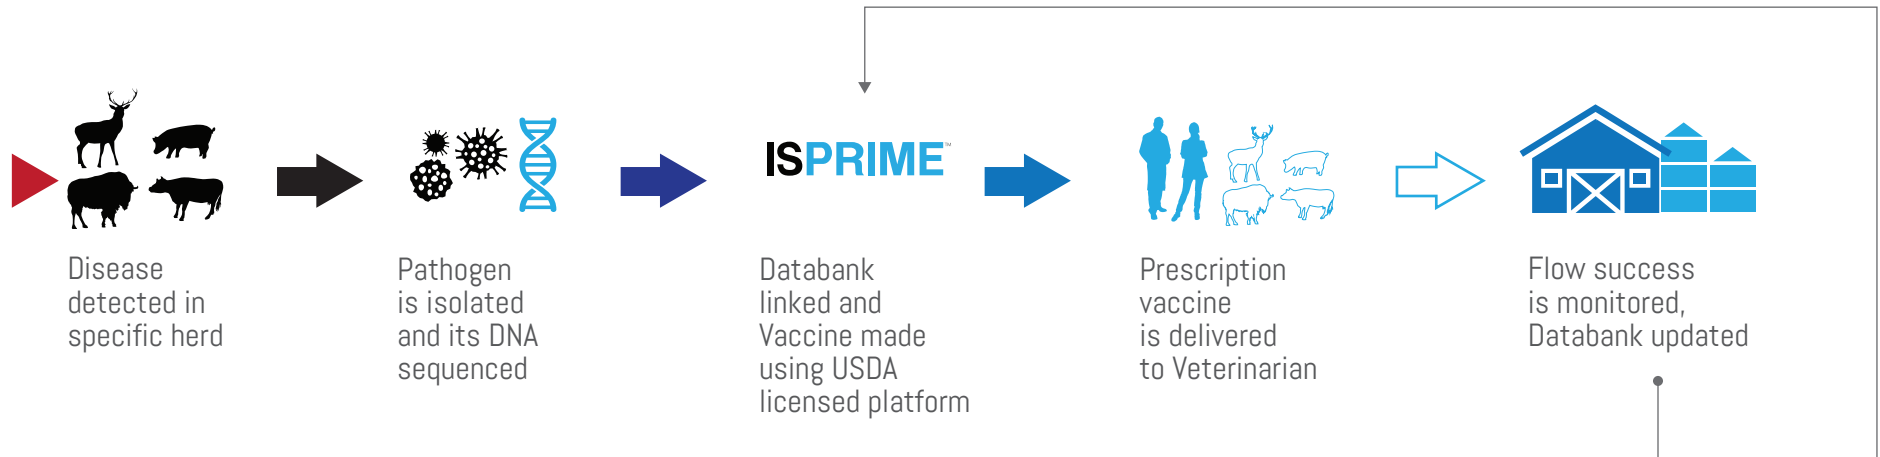 ISPRIME™
Disease
detected in
specific herd
Pathogen
is isolated
and its DNA
sequenced
Databank
linked and
Vaccine made
using USDA
licensed platform
Prescription
vaccine
is delivered
to Veterinarian
Flow success
is monitored,
Databank updated